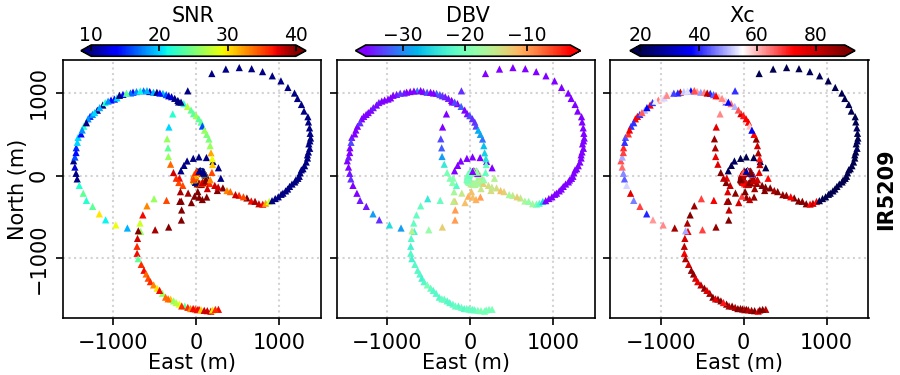 SNR DBV Xc
10 20 30 40 −30 −20 −10 20 40 60 80
North (m)
1000
0
−1000
−1000 0 1000 −1000 0 1000 −1000 0 1000
East (m) East (m) East (m)
IR5209